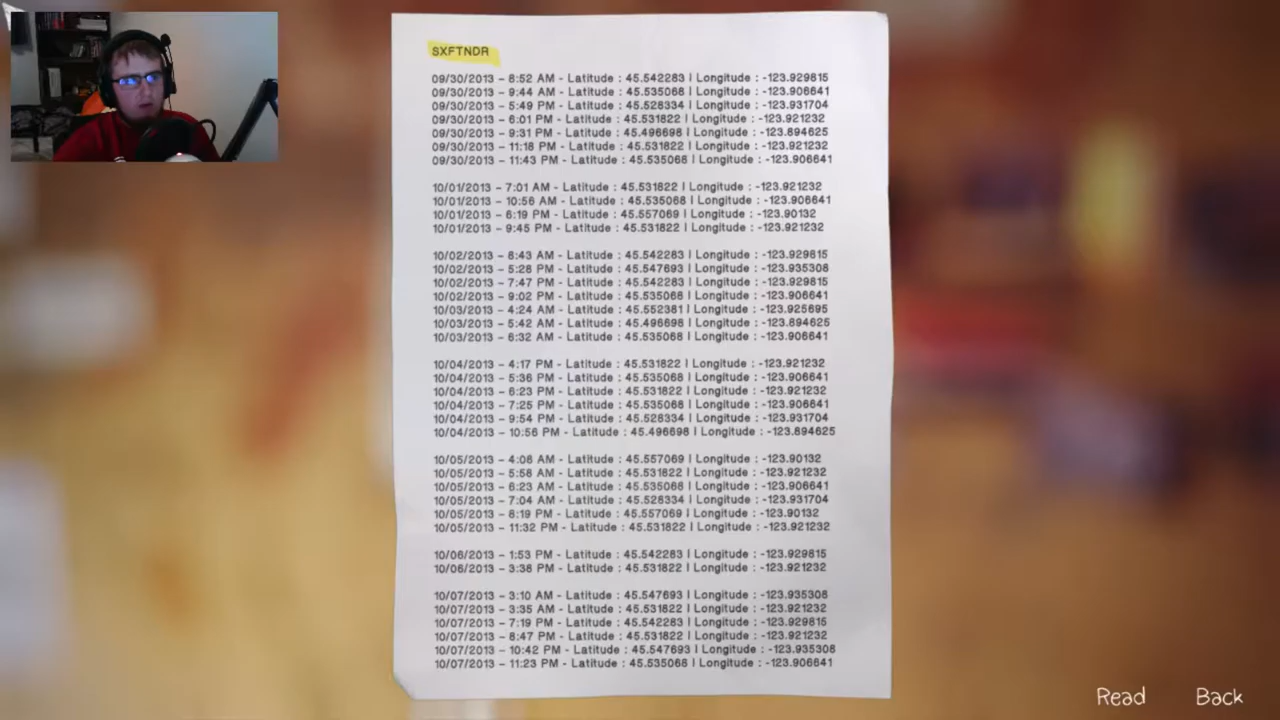 SXFTNDR
09/30/2013 – 8:52 AM - Latitude : 45.542283 | Longitude : -123.929815
09/30/2013 – 9:44 AM - Latitude : 45.535068 | Longitude : -123.906641
09/30/2013 – 5:49 PM - Latitude : 45.528334 | Longitude : -123.931704
09/30/2013 – 6:01 PM - Latitude : 45.531822 | Longitude : -123.921232
09/30/2013 – 9:31 PM - Latitude : 45.496698 | Longitude : -123.894625
09/30/2013 – 11:18 PM - Latitude : 45.531822 | Longitude : -123.921232
09/30/2013 – 11:43 PM - Latitude : 45.535068 | Longitude : -123.906641
10/01/2013 – 7:01 AM - Latitude : 45.531822 | Longitude : -123.921232
10/01/2013 – 10:56 AM - Latitude : 45.535068 | Longitude : -123.906641
10/01/2013 – 6:19 PM - Latitude : 45.557069 | Longitude : -123.90132
10/01/2013 – 9:45 PM - Latitude : 45.531822 | Longitude : -123.921232
10/02/2013 – 8:43 AM - Latitude : 45.542283 | Longitude : -123.929815
10/02/2013 – 5:28 PM - Latitude : 45.547693 | Longitude : -123.935308
10/02/2013 – 7:47 PM - Latitude : 45.542283 | Longitude : -123.929815
10/02/2013 – 9:02 PM - Latitude : 45.535068 | Longitude : -123.906641
10/03/2013 – 4:24 AM - Latitude : 45.552381 | Longitude : -123.925695
10/03/2013 – 5:42 AM - Latitude : 45.496698 | Longitude : -123.894625
10/03/2013 – 6:32 AM - Latitude : 45.535068 | Longitude : -123.906641
10/04/2013 – 4:17 PM - Latitude : 45.531822 | Longitude : -123.921232
10/04/2013 – 5:36 PM - Latitude : 45.535068 | Longitude : -123.906641
10/04/2013 – 6:23 PM - Latitude : 45.531822 | Longitude : -123.921232
10/04/2013 – 7:25 PM - Latitude : 45.535068 | Longitude : -123.906641
10/04/2013 – 9:54 PM - Latitude : 45.528334 | Longitude : -123.931704
10/04/2013 – 10:56 PM - Latitude : 45.496698 | Longitude : -123.894625
10/05/2013 – 4:08 AM - Latitude : 45.557069 | Longitude : -123.90132
10/05/2013 – 5:58 AM - Latitude : 45.531822 | Longitude : -123.921232
10/05/2013 – 6:23 AM - Latitude : 45.535068 | Longitude : -123.906641
10/05/2013 – 7:04 AM - Latitude : 45.528334 | Longitude : -123.931704
10/05/2013 – 8:19 PM - Latitude : 45.557069 | Longitude : -123.90132
10/05/2013 – 11:32 PM - Latitude : 45.531822 | Longitude : -123.921232
10/06/2013 – 1:53 PM - Latitude : 45.542283 | Longitude : -123.929815
10/06/2013 – 3:38 PM - Latitude : 45.531822 | Longitude : -123.921232
10/07/2013 – 3:10 AM - Latitude : 45.547693 | Longitude : -123.935308
10/07/2013 – 3:35 AM - Latitude : 45.531822 | Longitude : -123.921232
10/07/2013 – 7:19 PM - Latitude : 45.542283 | Longitude : -123.929815
10/07/2013 – 8:47 PM - Latitude : 45.531822 | Longitude : -123.921232
10/07/2013 – 10:42 PM - Latitude : 45.547693 | Longitude : -123.935308
10/07/2013 – 11:23 PM - Latitude : 45.535068 | Longitude : -123.906641
Read Back